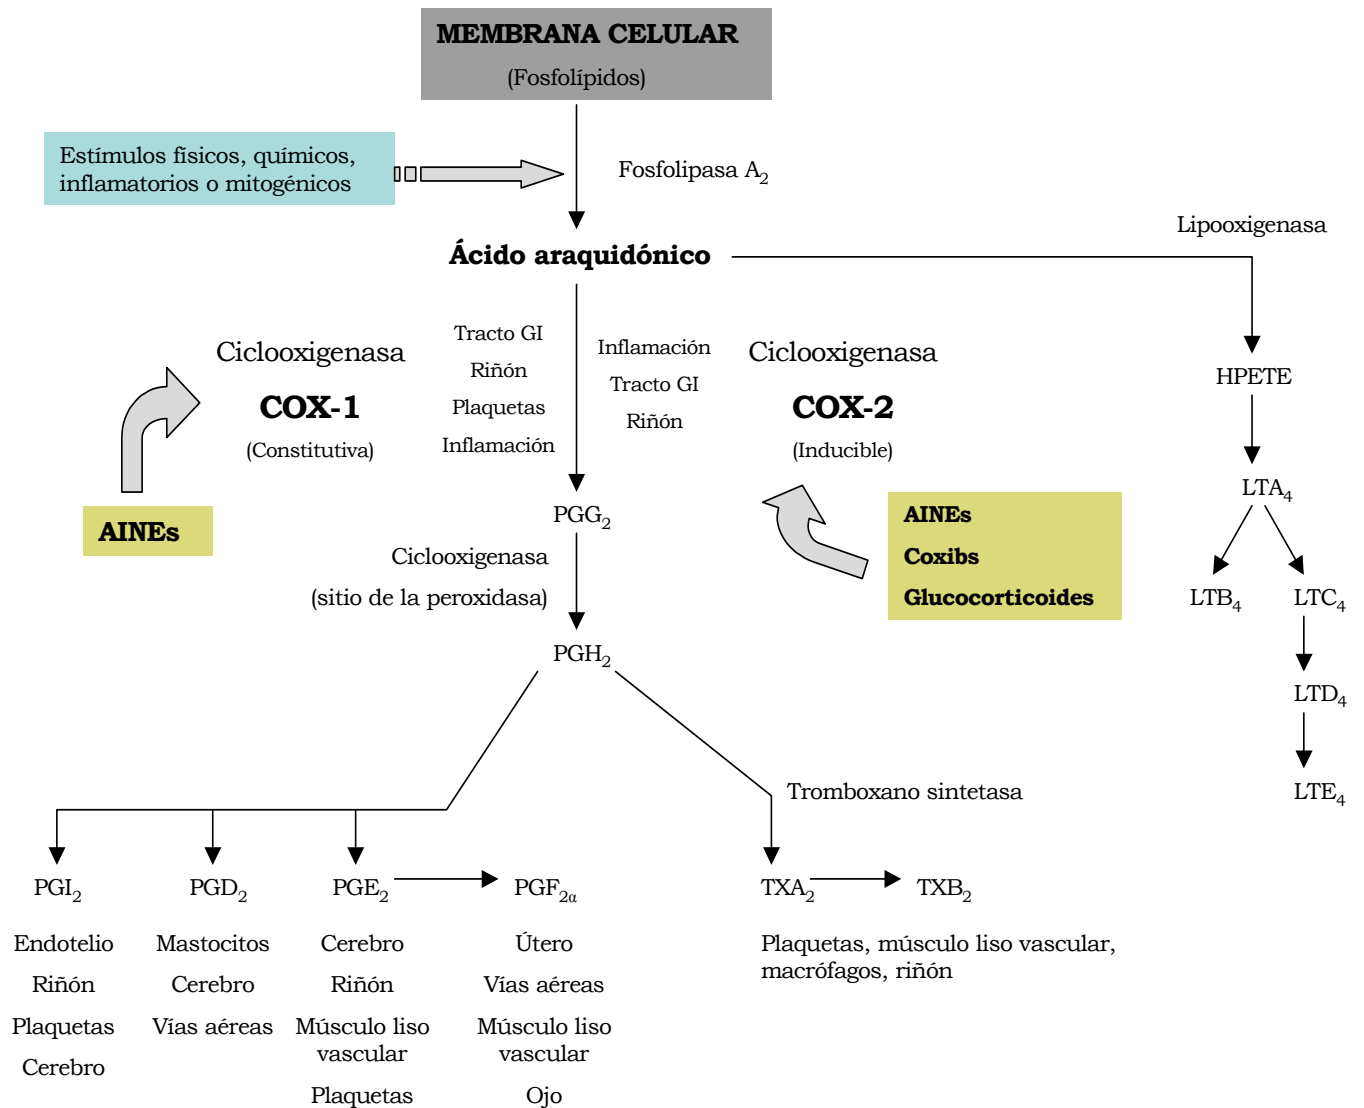 MEMBRANA CELULAR
(Fosfolípidos)
Estímulos físicos, químicos,
inflamatorios o mitogénicos
Fosfolipasa A₂
Lipooxigenasa
Ácido araquidónico
Tracto GI
Riñón
Plaquetas
Inflamación
Inflamación
Tracto GI
Riñón
Ciclooxigenasa
COX-1
(Constitutiva)
Ciclooxigenasa
COX-2
(Inducible)
HPETE
LTA₄
AINEs
PGG₂
AINEs
Coxibs
Glucocorticoides
Ciclooxigenasa
(sitio de la peroxidasa)
LTB₄
LTC₄
PGH₂
LTD₄
Tromboxano sintetasa
LTE₄
PGI₂
PGD₂
PGE₂
PGF₂α
TXA₂
TXB₂
Endotelio
Riñón
Plaquetas
Cerebro
Mastocitos
Cerebro
Vías aéreas
Cerebro
Riñón
Músculo liso
vascular
Plaquetas
Útero
Vías aéreas
Músculo liso
vascular
Ojo
Plaquetas, músculo liso vascular,
macrófagos, riñón